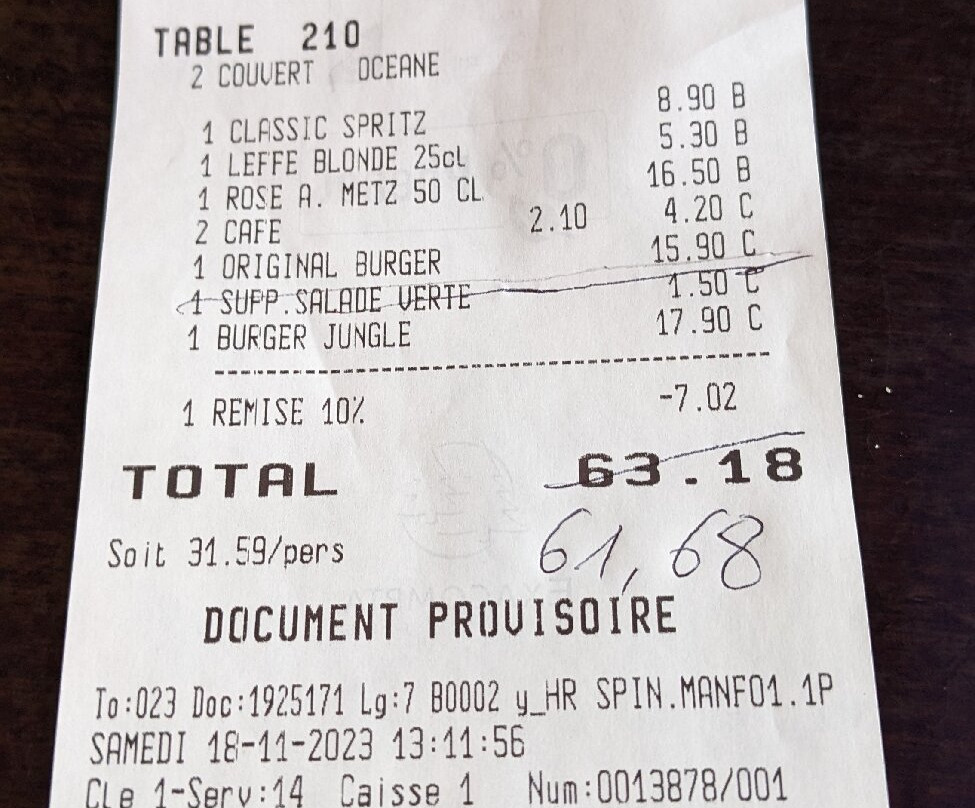 TABLE 210
2 COUVERT OCEANE
1 CLASSIC SPRITZ 8.90 B
1 LEFFE BLONDE 25cL 5.30 B
1 ROSE A. METZ 50 CL 16.50 B
2 CAFE 2.10 4.20 C
1 ORIGINAL BURGER 15.90 C
1 SUPP.SALADE VERTE 1.50 C
1 BURGER JUNGLE 17.90 C
1 REMISE 10% -7.02
TOTAL 63.18
61,68
Soit 31.59/pers
DOCUMENT PROVISOIRE
To:023 Doc:1925171 Lg:7 B0002 y_HR SPIN.MANF01.1P
SAMEDI 18-11-2023 13:11:56
CLe 1-Serv:14 Caisse 1 Num:0013878/001